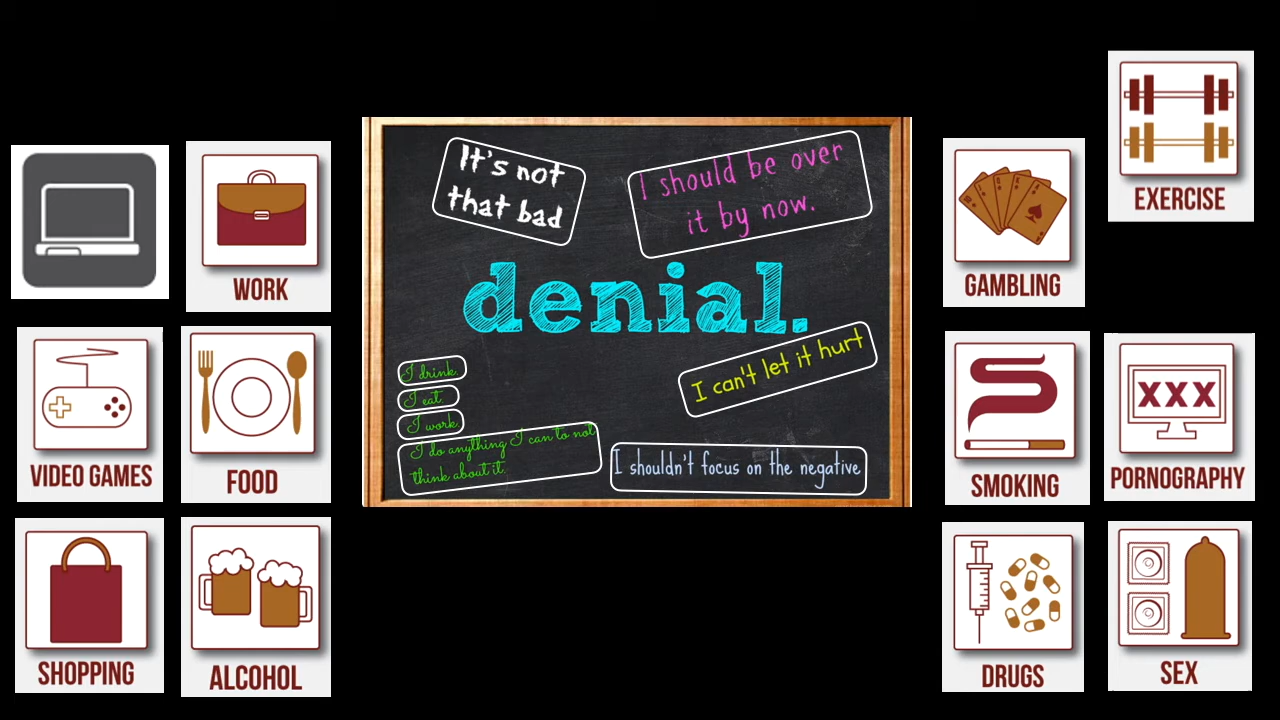 EXERCISE
WORK
GAMBLING
It's not
that bad
I should be over
it by now.
denial.
I can't let it hurt
I drink.
I eat.
I work.
I do anything I can to not
think about it.
I shouldn't focus on the negative
VIDEO GAMES
FOOD
SMOKING
XXX
PORNOGRAPHY
SHOPPING
ALCOHOL
DRUGS
SEX